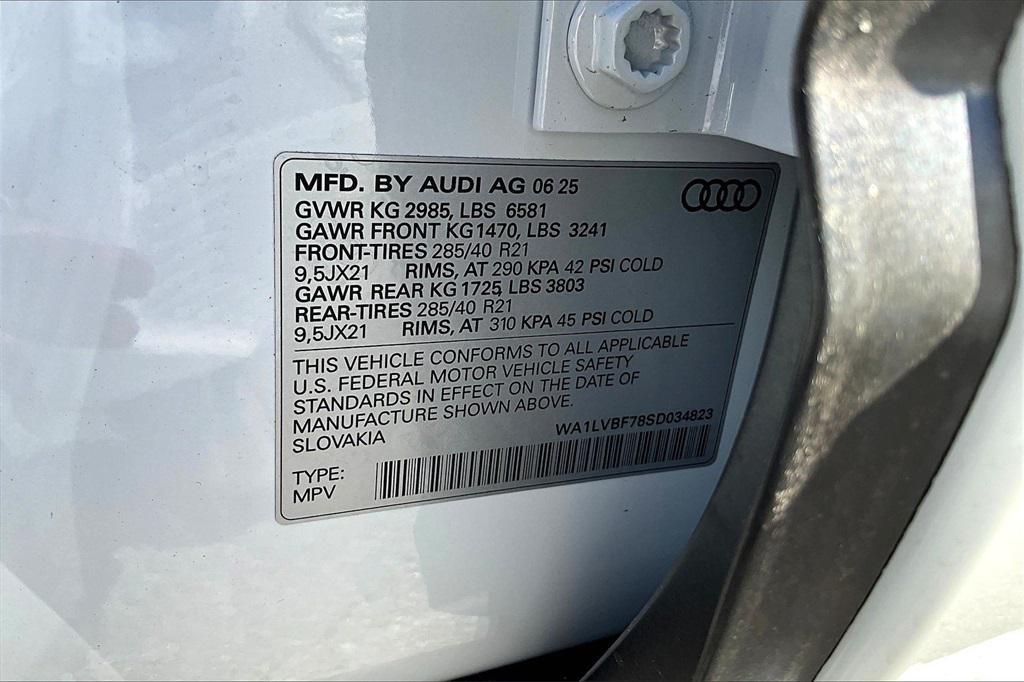 MFD. BY AUDI AG 06 25
GVWR KG 2985, LBS 6581
GAWR FRONT KG 1470, LBS 3241
FRONT-TIRES 285/40 R21
9,5JX21 RIMS, AT 290 KPA 42 PSI COLD
GAWR REAR KG 1725, LBS 3803
REAR-TIRES 285/40 R21
9,5JX21 RIMS, AT 310 KPA 45 PSI COLD
THIS VEHICLE CONFORMS TO ALL APPLICABLE
U.S. FEDERAL MOTOR VEHICLE SAFETY
STANDARDS IN EFFECT ON THE DATE OF
MANUFACTURE SHOWN ABOVE.
SLOVAKIA
WA1LVBF78SD034823
TYPE:
MPV